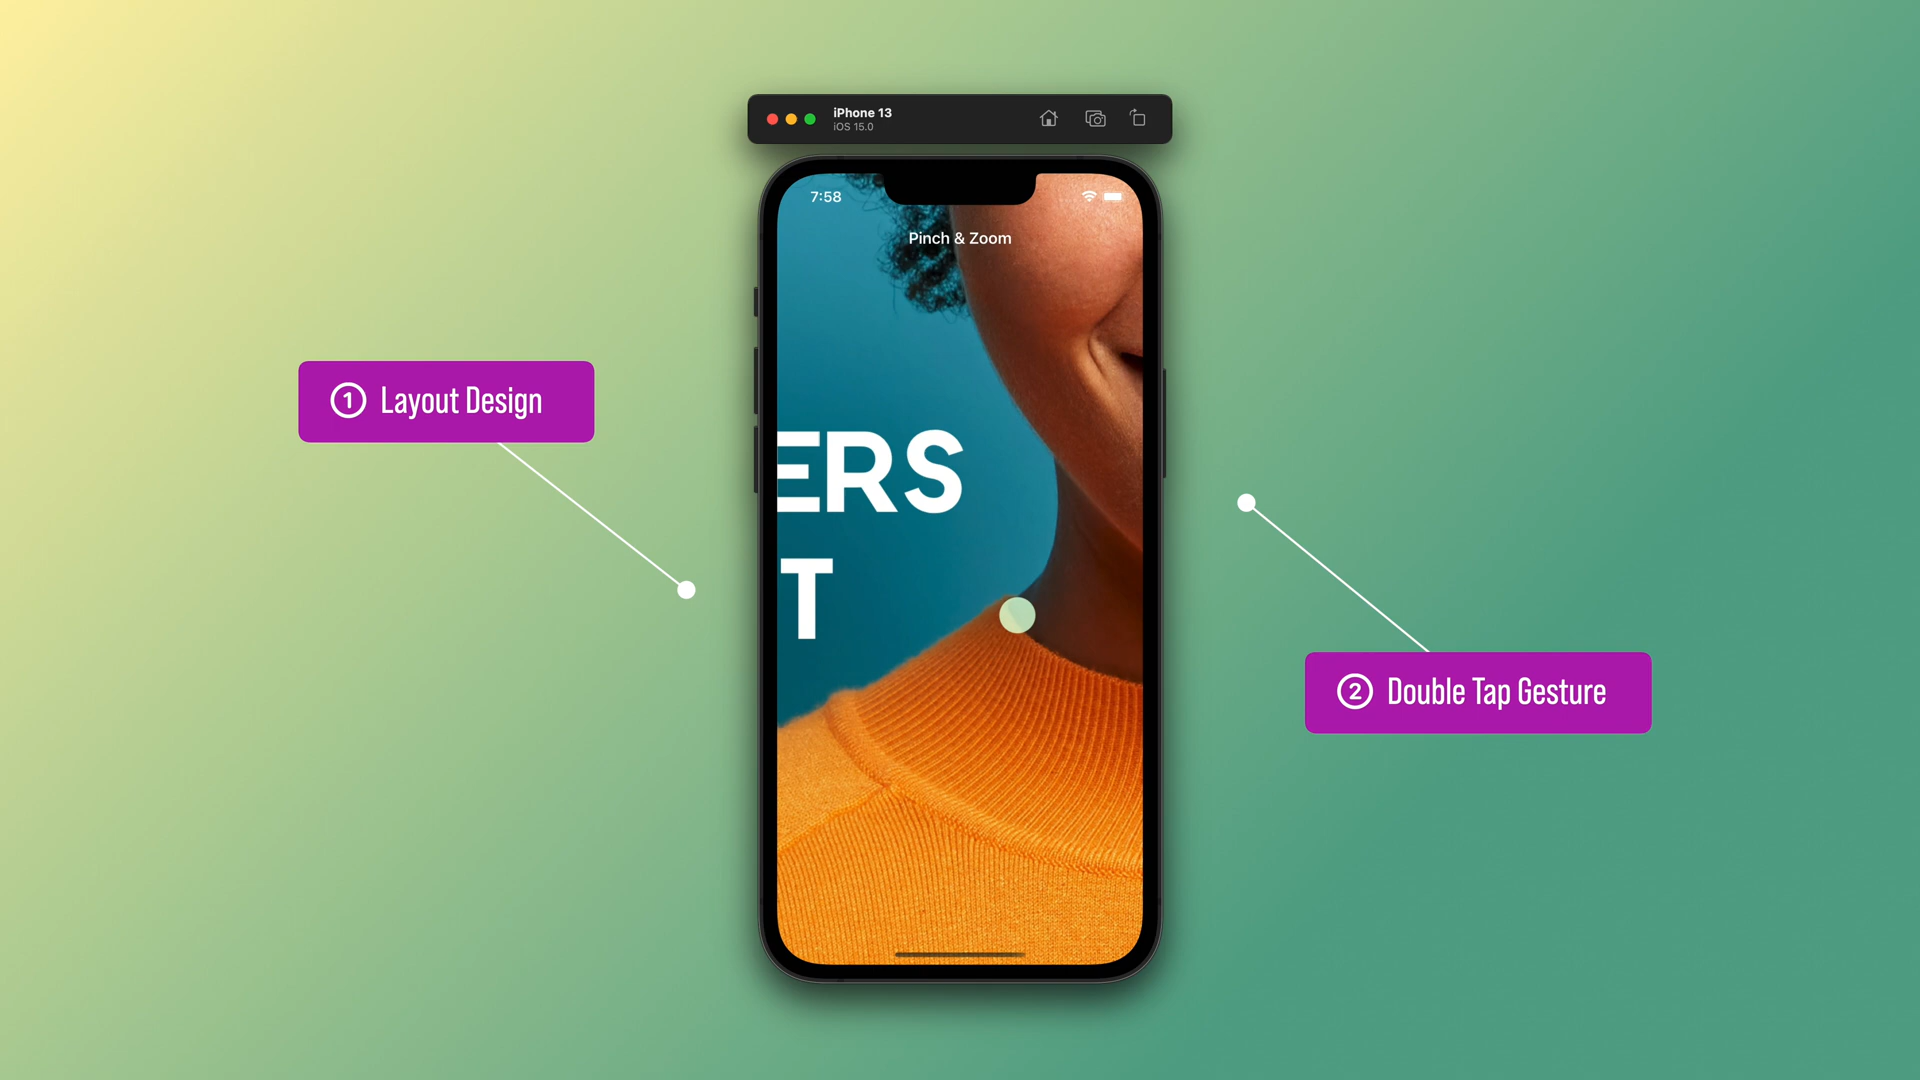 iPhone 13
iOS 15.0
7:58
Pinch & Zoom
1 Layout Design
ERS
T
2 Double Tap Gesture